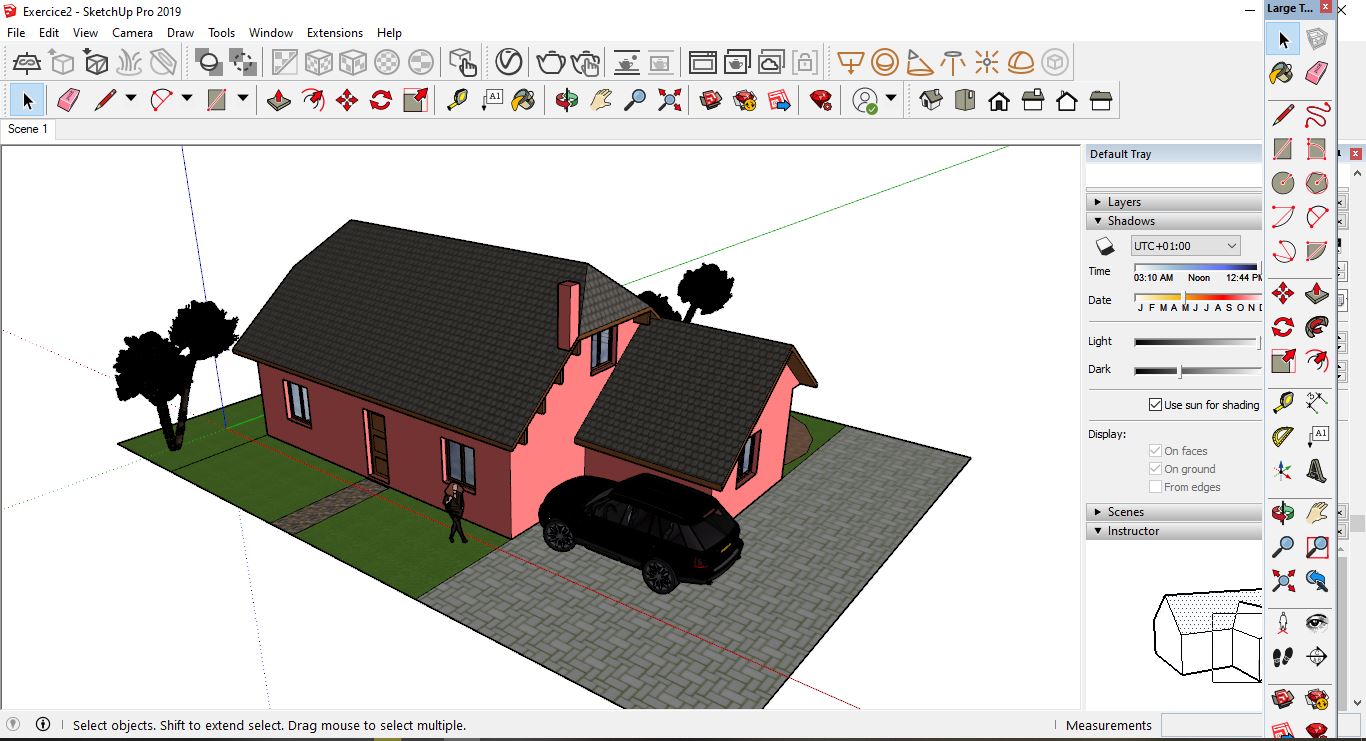 Exercice2 - SketchUp Pro 2019
Large T...
File Edit View Camera Draw Tools Window Extensions Help
A1
Scene 1
Default Tray
Layers
Shadows
UTC+01:00
Time
03:10 AM Noon 12:44 PM
Date
J F M A M J J A S O N D
Light
Dark
Use sun for shading
Display:
On faces
On ground
From edges
A1
Scenes
Instructor
Select objects. Shift to extend select. Drag mouse to select multiple.
Measurements